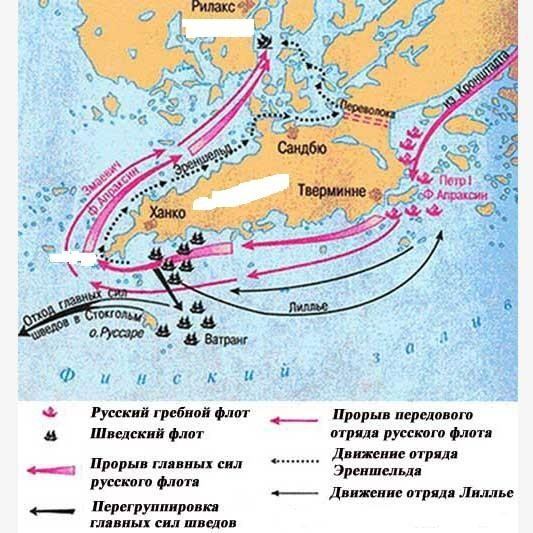 Рилакс
из Кронштадта
Переволока
Сандбю
Эреншельд
Змаевич
Ф. Апраксин
Тверминне
Петр I
Ф. Апраксин
Ханко
Лиллье
Отход главных сил
шведов в Стокгольм
о. Руссаре
Ватранг
Финский залив
Русский гребной флот
Шведский флот
Прорыв главных сил
русского флота
Перегруппировка
главных сил шведов
Прорыв передового
отряда русского флота
Движение отряда
Эреншельда
Движение отряда Лиллье